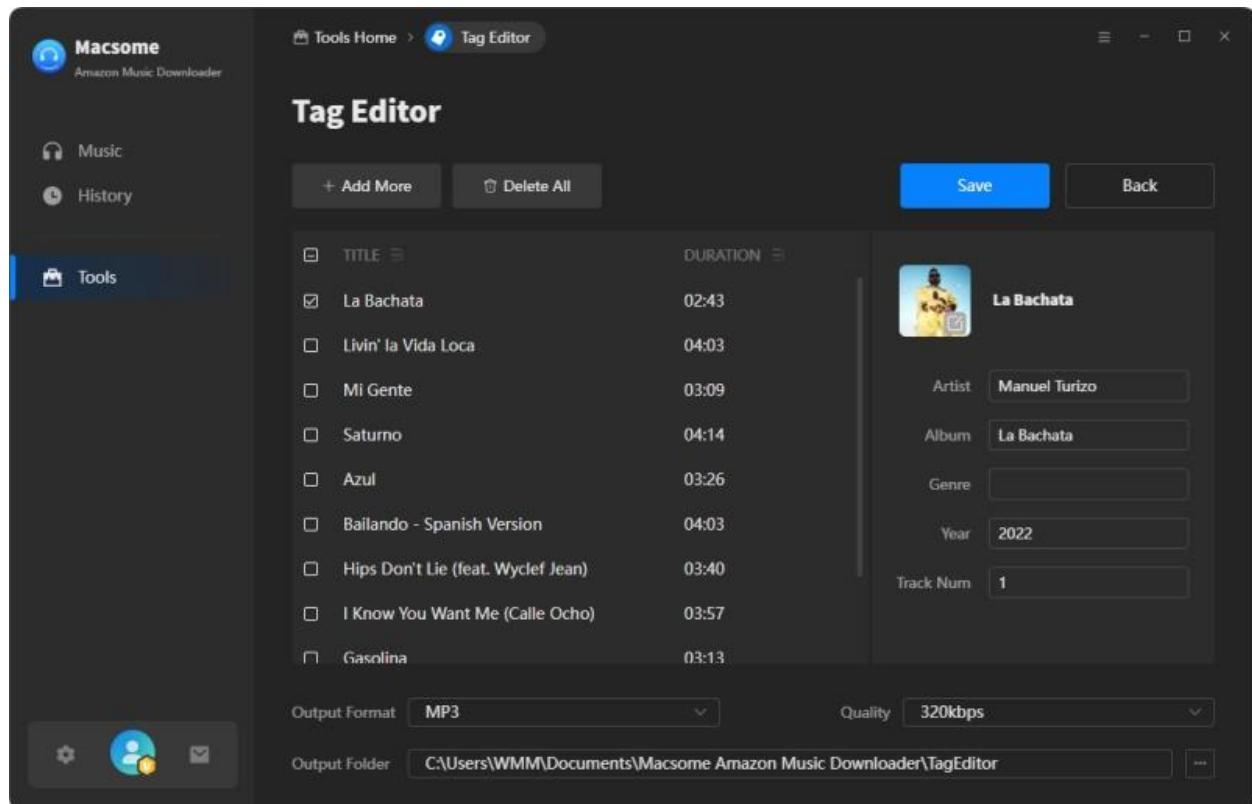 Macsome
Amazon Music Downloader
Tools Home > Tag Editor
Tag Editor
Music
History
Tools
+ Add More
Delete All
Save
Back
TITLE DURATION
La Bachata 02:43
Livin' la Vida Loca 04:03
Mi Gente 03:09
Saturno 04:14
Azul 03:26
Bailando - Spanish Version 04:03
Hips Don't Lie (feat. Wyclef Jean) 03:40
I Know You Want Me (Calle Ocho) 03:57
Gasolina 03:13
La Bachata
Artist Manuel Turizo
Album La Bachata
Genre
Year 2022
Track Num 1
Output Format MP3
Quality 320kbps
Output Folder C:\Users\WMM\Documents\Macsome Amazon Music Downloader\TagEditor
...